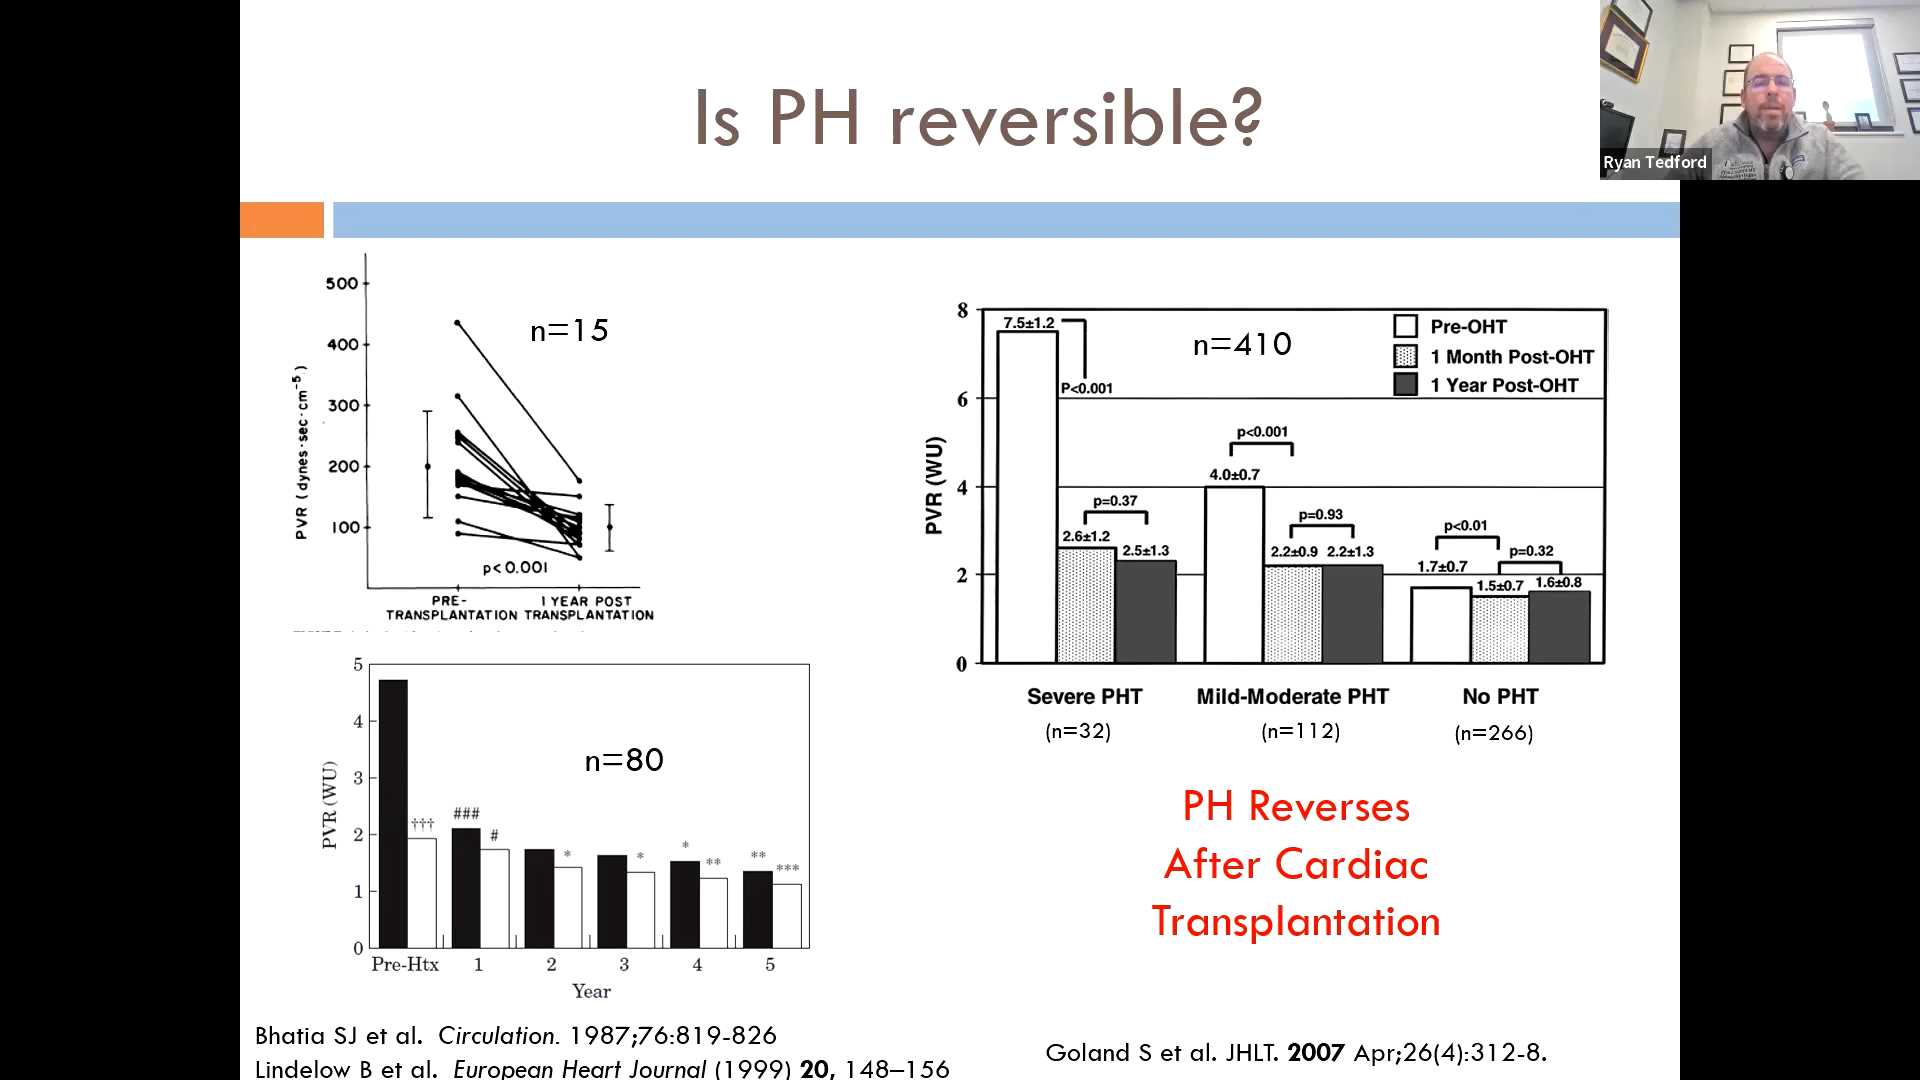 Is PH reversible?
Ryan Tedford
500
400
300
200
100
PVR ( dynes·sec·cm⁻⁵ )
n=15
p<0.001
PRE-
TRANSPLANTATION
1 YEAR POST
TRANSPLANTATION
8
6
4
2
0
PVR (WU)
n=410
Pre-OHT
1 Month Post-OHT
1 Year Post-OHT
7.5±1.2
P<0.001
p=0.37
2.6±1.2
2.5±1.3
p<0.001
4.0±0.7
p=0.93
2.2±0.9
2.2±1.3
p<0.01
1.7±0.7
p=0.32
1.5±0.7
1.6±0.8
Severe PHT
Mild-Moderate PHT
No PHT
(n=32)
(n=112)
(n=266)
5
4
3
2
1
0
PVR (WU)
n=80
†††
###
#
*
*
*
**
**
***
Pre-Htx
1
2
3
4
5
Year
PH Reverses
After Cardiac
Transplantation
Bhatia SJ et al. Circulation. 1987;76:819-826
Lindelow B et al. European Heart Journal (1999) 20, 148–156
Goland S et al. JHLT. 2007 Apr;26(4):312-8.